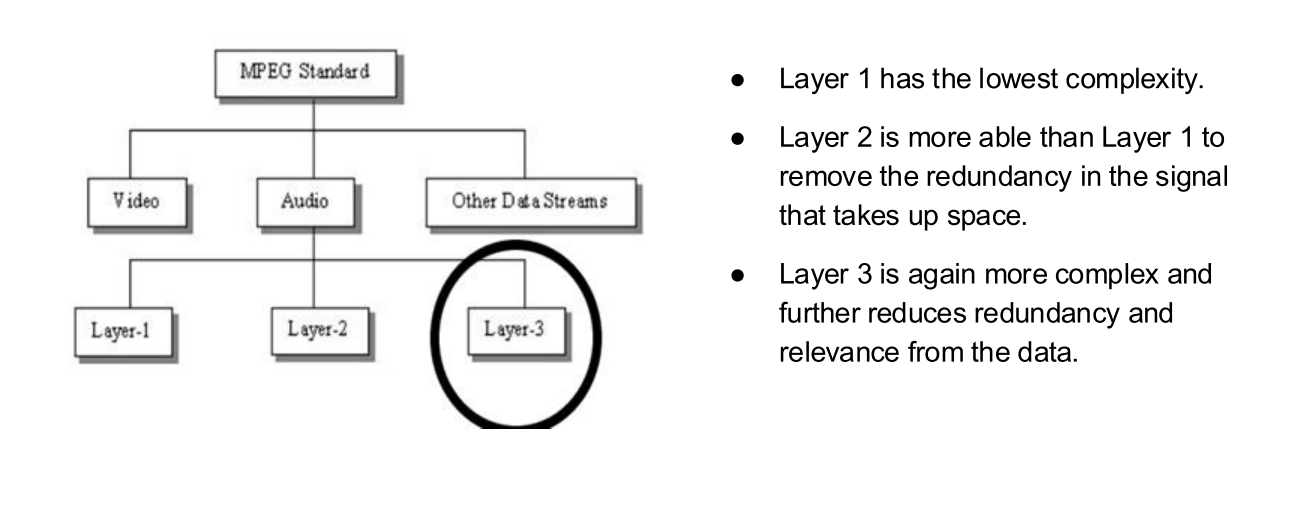 MPEG Standard
Video
Audio
Other Data Streams
Layer-1
Layer-2
Layer-3
● Layer 1 has the lowest complexity.
● Layer 2 is more able than Layer 1 to
remove the redundancy in the signal
that takes up space.
● Layer 3 is again more complex and
further reduces redundancy and
relevance from the data.